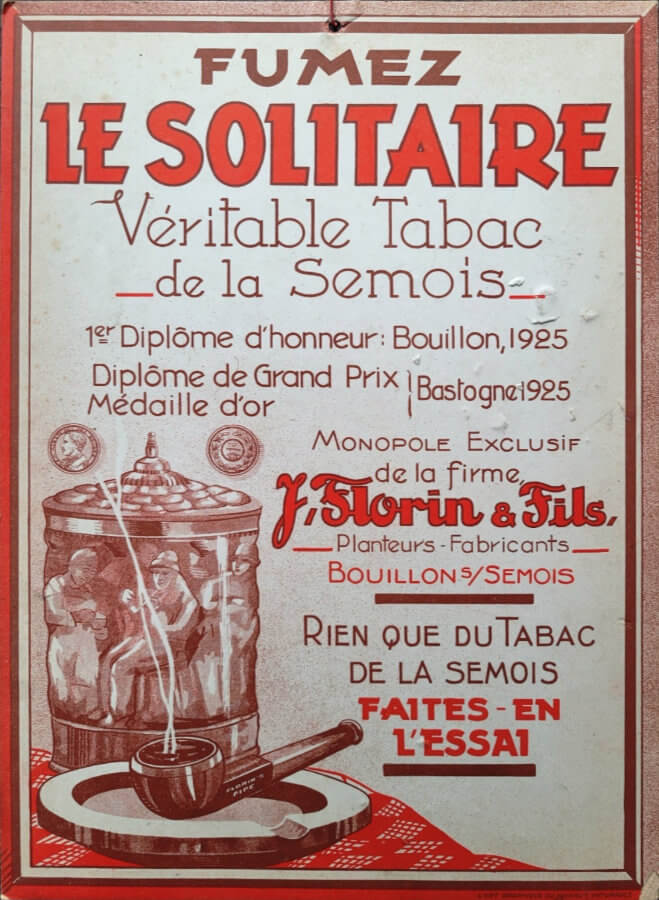 FUMEZ
LE SOLITAIRE
Véritable Tabac
de la Semois
1er Diplôme d'honneur: Bouillon, 1925
Diplôme de Grand Prix
Médaille d'or
Bastogne 1925
MONOPOLE EXCLUSIF
de la firme,
J, Florin & Fils,
Planteurs-Fabricants
BOUILLON s/SEMOIS
RIEN QUE DU TABAC
DE LA SEMOIS
FAITES-EN
L'ESSAI
FLORIN'S
PIPE